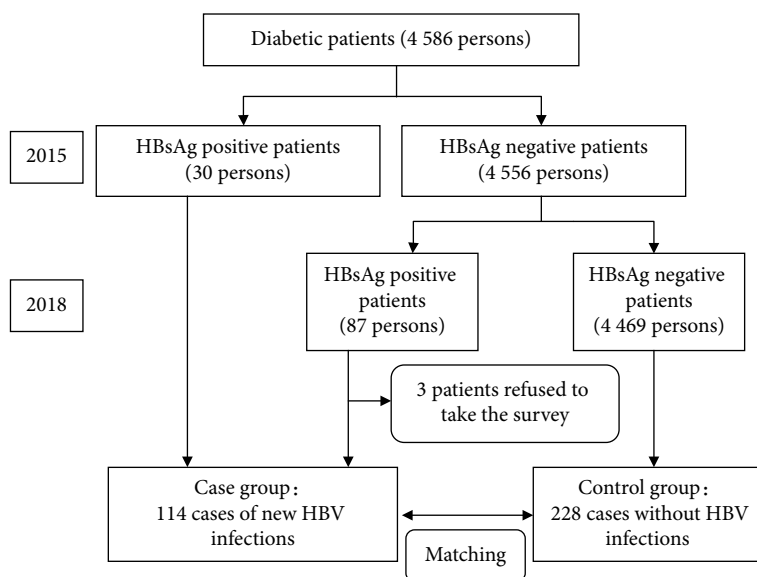 Diabetic patients (4 586 persons)
2015
HBsAg positive patients
(30 persons)
HBsAg negative patients
(4 556 persons)
2018
HBsAg positive
patients
(87 persons)
HBsAg negative
patients
(4 469 persons)
3 patients refused to
take the survey
Case group：
114 cases of new HBV
infections
Control group：
228 cases without HBV
infections
Matching